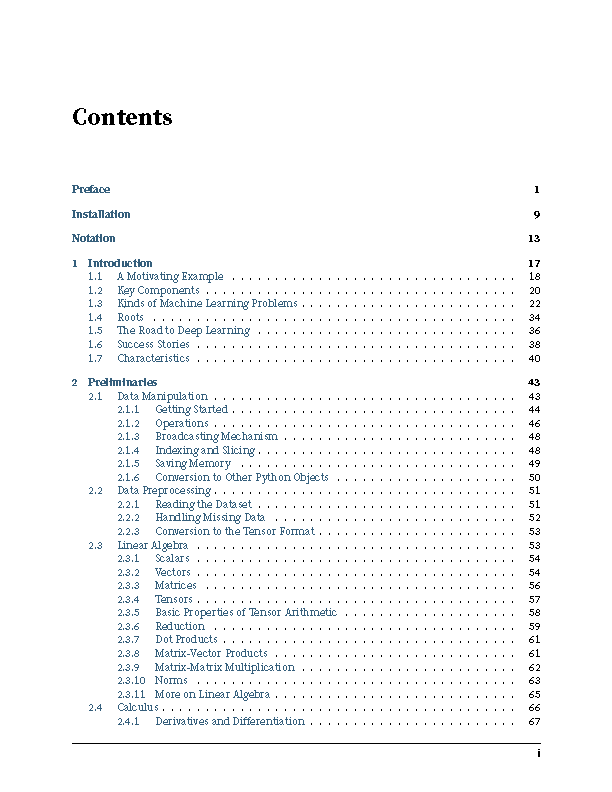 Contents
Preface 1
Installation 9
Notation 13
1 Introduction 17
1.1 A Motivating Example . . . . . . . . . . . . . . . . . . . . . . . . . . . . . . . . . 18
1.2 Key Components . . . . . . . . . . . . . . . . . . . . . . . . . . . . . . . . . . . . 20
1.3 Kinds of Machine Learning Problems . . . . . . . . . . . . . . . . . . . . . . . . . 22
1.4 Roots . . . . . . . . . . . . . . . . . . . . . . . . . . . . . . . . . . . . . . . . . . 34
1.5 The Road to Deep Learning . . . . . . . . . . . . . . . . . . . . . . . . . . . . . . 36
1.6 Success Stories . . . . . . . . . . . . . . . . . . . . . . . . . . . . . . . . . . . . . 38
1.7 Characteristics . . . . . . . . . . . . . . . . . . . . . . . . . . . . . . . . . . . . . 40
2 Preliminaries 43
2.1 Data Manipulation . . . . . . . . . . . . . . . . . . . . . . . . . . . . . . . . . . . 43
2.1.1 Getting Started . . . . . . . . . . . . . . . . . . . . . . . . . . . . . . . . . 44
2.1.2 Operations . . . . . . . . . . . . . . . . . . . . . . . . . . . . . . . . . . . 46
2.1.3 Broadcasting Mechanism . . . . . . . . . . . . . . . . . . . . . . . . . . . 48
2.1.4 Indexing and Slicing . . . . . . . . . . . . . . . . . . . . . . . . . . . . . . 48
2.1.5 Saving Memory . . . . . . . . . . . . . . . . . . . . . . . . . . . . . . . . 49
2.1.6 Conversion to Other Python Objects . . . . . . . . . . . . . . . . . . . . . 50
2.2 Data Preprocessing . . . . . . . . . . . . . . . . . . . . . . . . . . . . . . . . . . . 51
2.2.1 Reading the Dataset . . . . . . . . . . . . . . . . . . . . . . . . . . . . . . 51
2.2.2 Handling Missing Data . . . . . . . . . . . . . . . . . . . . . . . . . . . . 52
2.2.3 Conversion to the Tensor Format . . . . . . . . . . . . . . . . . . . . . . . 53
2.3 Linear Algebra . . . . . . . . . . . . . . . . . . . . . . . . . . . . . . . . . . . . . 53
2.3.1 Scalars . . . . . . . . . . . . . . . . . . . . . . . . . . . . . . . . . . . . . 54
2.3.2 Vectors . . . . . . . . . . . . . . . . . . . . . . . . . . . . . . . . . . . . . 54
2.3.3 Matrices . . . . . . . . . . . . . . . . . . . . . . . . . . . . . . . . . . . . 56
2.3.4 Tensors . . . . . . . . . . . . . . . . . . . . . . . . . . . . . . . . . . . . . 57
2.3.5 Basic Properties of Tensor Arithmetic . . . . . . . . . . . . . . . . . . . . 58
2.3.6 Reduction . . . . . . . . . . . . . . . . . . . . . . . . . . . . . . . . . . . 59
2.3.7 Dot Products . . . . . . . . . . . . . . . . . . . . . . . . . . . . . . . . . . 61
2.3.8 Matrix-Vector Products . . . . . . . . . . . . . . . . . . . . . . . . . . . . 61
2.3.9 Matrix-Matrix Multiplication . . . . . . . . . . . . . . . . . . . . . . . . . 62
2.3.10 Norms . . . . . . . . . . . . . . . . . . . . . . . . . . . . . . . . . . . . . 63
2.3.11 More on Linear Algebra . . . . . . . . . . . . . . . . . . . . . . . . . . . . 65
2.4 Calculus . . . . . . . . . . . . . . . . . . . . . . . . . . . . . . . . . . . . . . . . . 66
2.4.1 Derivatives and Differentiation . . . . . . . . . . . . . . . . . . . . . . . . 67
i